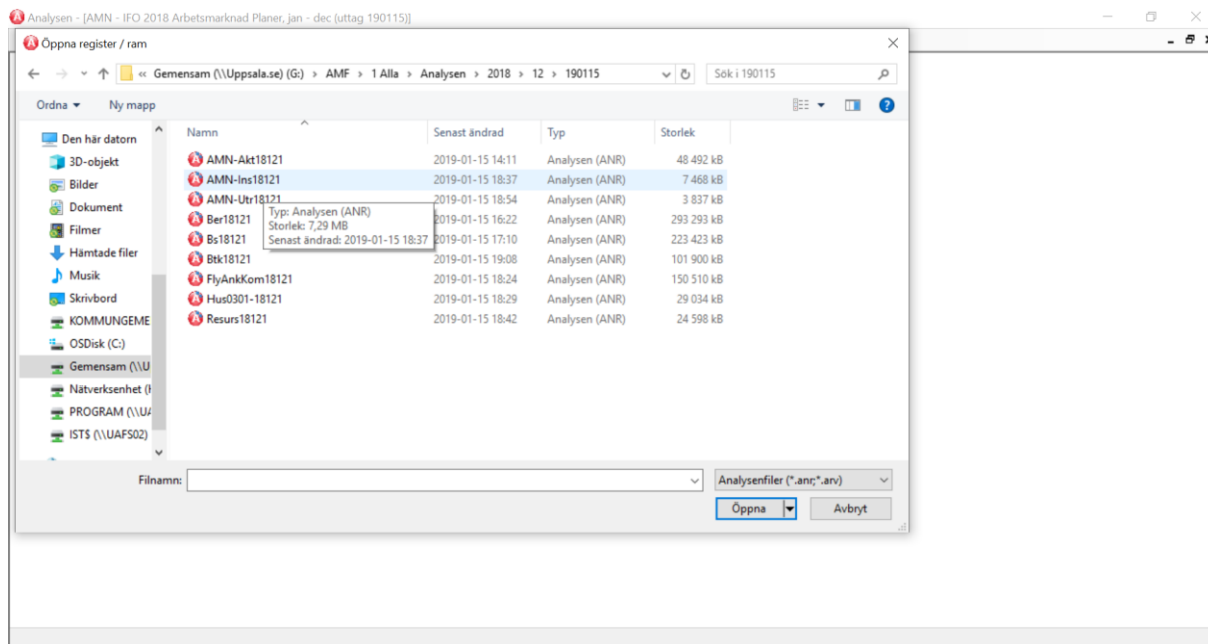 Analysen - [AMN - IFO 2018 Arbetsmarknad Planer, jan - dec (uttag 190115)]
Öppna register / ram
« Gemensam (\\Uppsala.se) (G:) > AMF > 1 Alla > Analysen > 2018 > 12 > 190115
Sök i 190115
Ordna
Ny mapp
Namn Senast ändrad Typ Storlek
Den här datorn
3D-objekt
Bilder
Dokument
Filmer
Hämtade filer
Musik
Skrivbord
KOMMUNGEME
OSDisk (C:)
Gemensam (\\U
Nätverksenhet (
PROGRAM (\\UA
IST$ (\\UAFS02)
AMN-Akt18121 2019-01-15 14:11 Analysen (ANR) 48 492 kB
AMN-Ins18121 2019-01-15 18:37 Analysen (ANR) 7 468 kB
AMN-Utr18121 2019-01-15 18:54 Analysen (ANR) 3 837 kB
Ber18121 2019-01-15 16:22 Analysen (ANR) 293 293 kB
Bs18121 2019-01-15 17:10 Analysen (ANR) 223 423 kB
Btk18121 2019-01-15 19:08 Analysen (ANR) 101 900 kB
FlyAnkKom18121 2019-01-15 18:24 Analysen (ANR) 150 510 kB
Hus0301-18121 2019-01-15 18:29 Analysen (ANR) 29 034 kB
Resurs18121 2019-01-15 18:42 Analysen (ANR) 24 598 kB
Typ: Analysen (ANR)
Storlek: 7,29 MB
Senast ändrad: 2019-01-15 18:37
Filnamn:
Analysenfiler (*.anr;*.arv)
Öppna
Avbryt